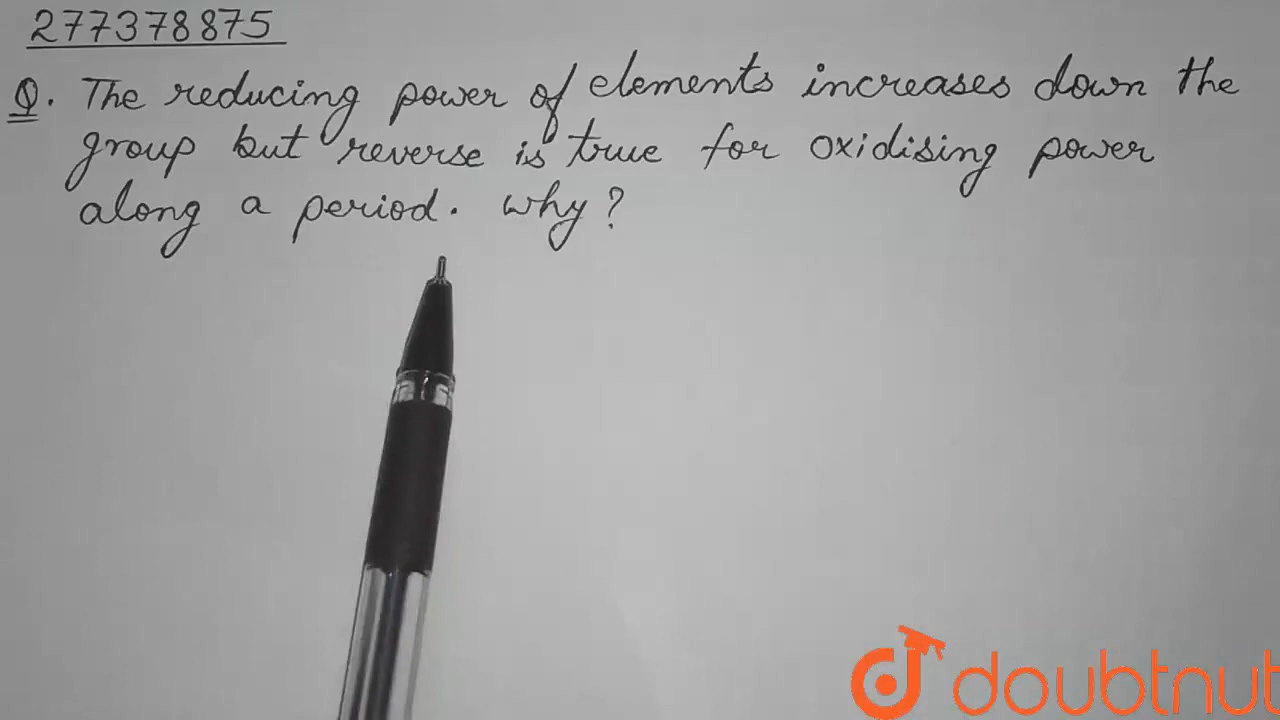 277378875
Q. The reducing power of elements increases down the
group but reverse is true for oxidising power
along a period. why?
doubtnut